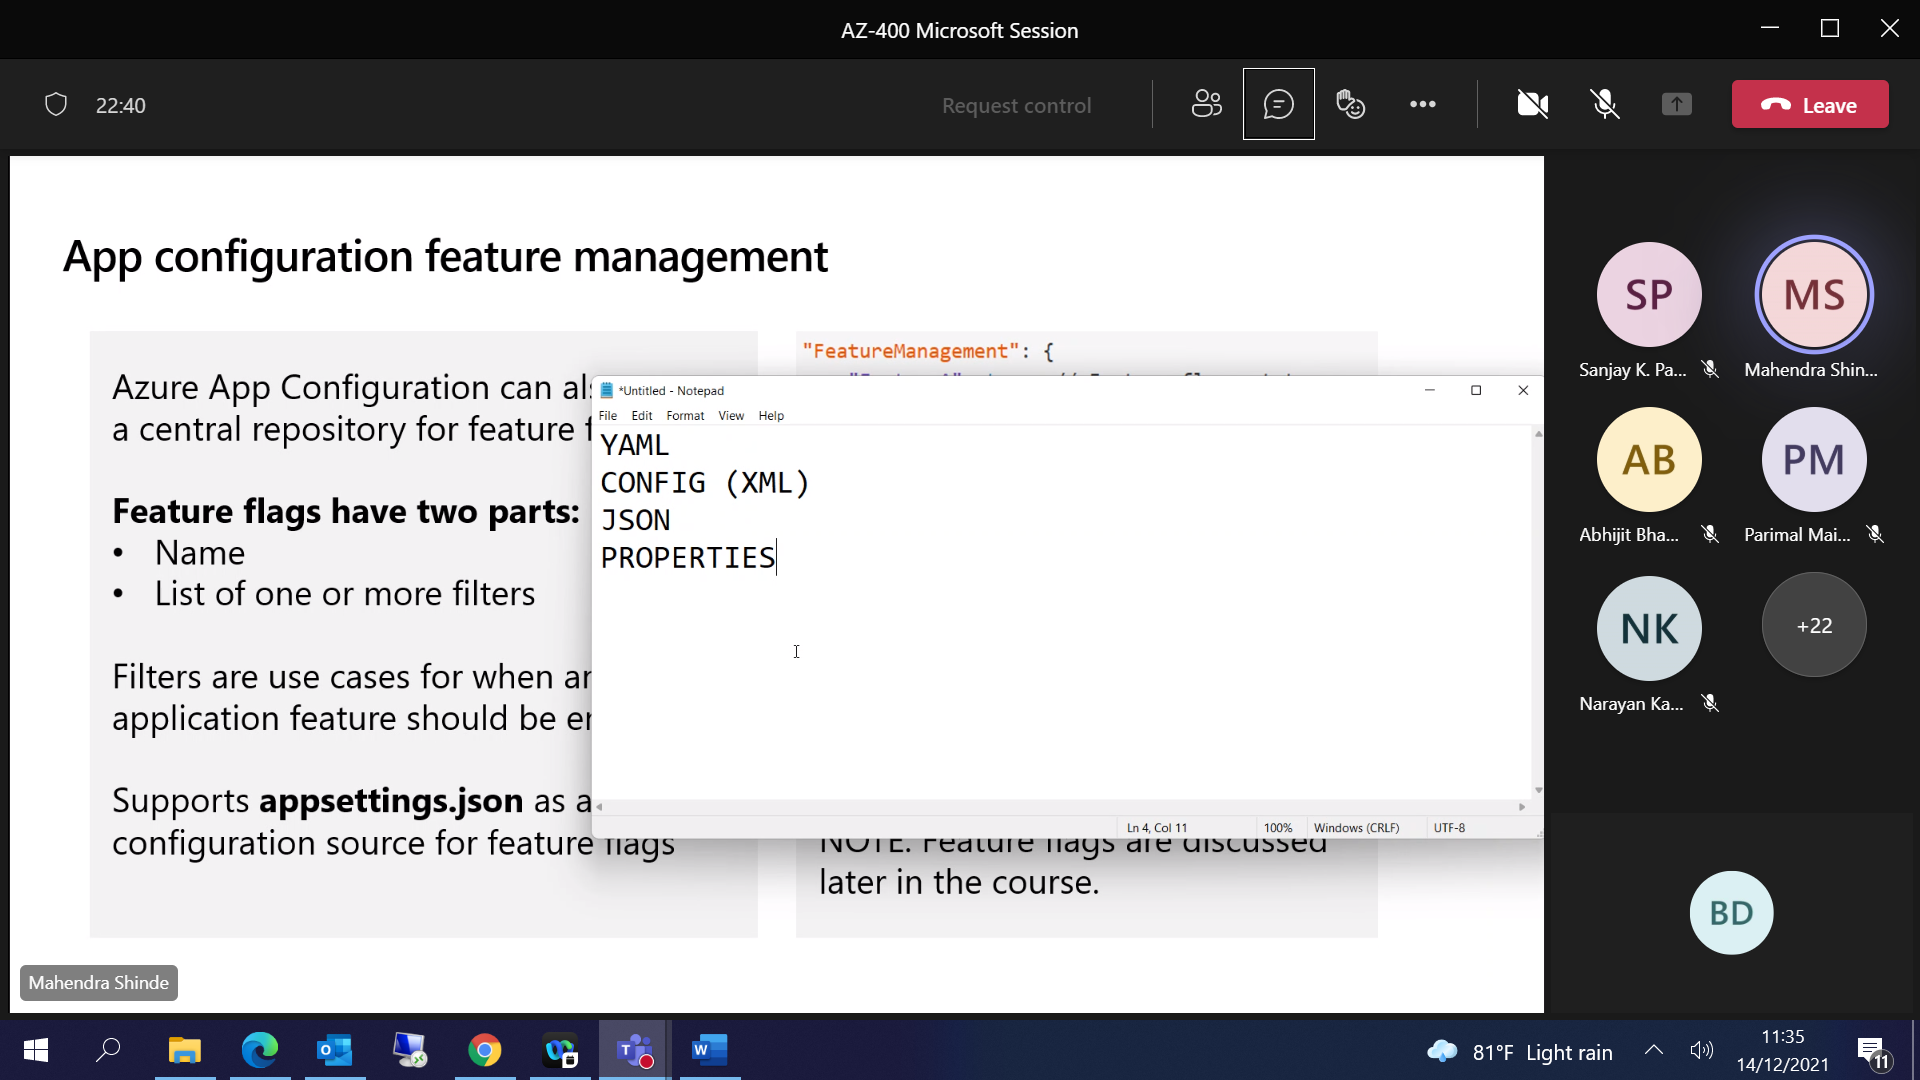 AZ-400 Microsoft Session
22:40
Request control
Leave
App configuration feature management
Azure App Configuration can
a central repository for feature
Feature flags have two parts:
• Name
• List of one or more filters
Filters are use cases for when
application feature should be
Supports appsettings.json as a
configuration source for feature flags
"FeatureManagement": {
*Untitled - Notepad
File Edit Format View Help
YAML
CONFIG (XML)
JSON
PROPERTIES
Ln 4, Col 11
100%
Windows (CRLF)
UTF-8
NOTE: Feature flags are discussed
later in the course.
Mahendra Shinde
SP
Sanjay K. Pa...
MS
Mahendra Shin...
AB
Abhijit Bha...
PM
Parimal Mai...
NK
Narayan Ka...
+22
BD
81°F Light rain
11:35
14/12/2021
11